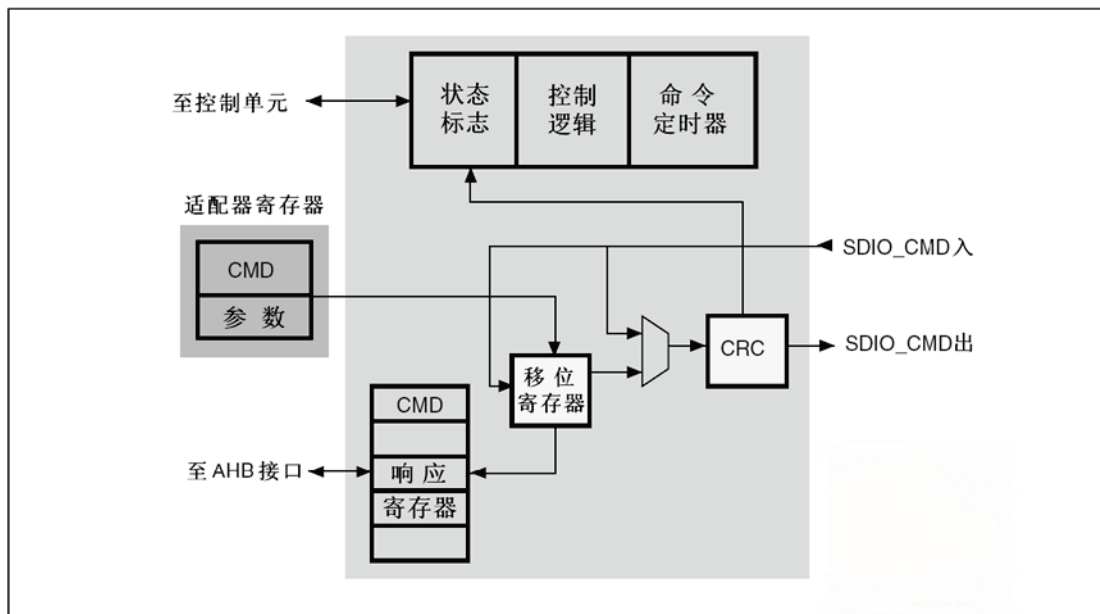 至控制单元
状态
标志
控制
逻辑
命令
定时器
适配器寄存器
CMD
参数
SDIO_CMD入
CRC
SDIO_CMD出
移位
寄存器
CMD
至AHB接口
响应
寄存器